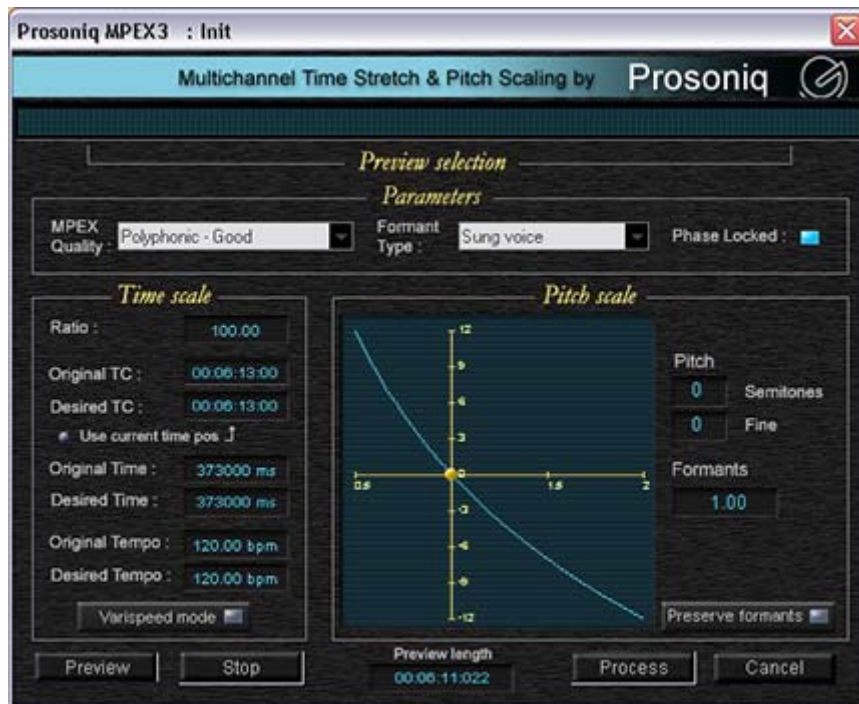 Prosoniq MPEX3 : Init
Multichannel Time Stretch & Pitch Scaling by Prosoniq
Preview selection
Parameters
MPEX Quality : Polyphonic - Good
Formant Type : Sung voice
Phase Locked :
Time scale
Ratio : 100.00
Original TC : 00:06:13:00
Desired TC : 00:06:13:00
Use current time pos
Original Time : 373000 ms
Desired Time : 373000 ms
Original Tempo : 120.00 bpm
Desired Tempo : 120.00 bpm
Varispeed mode
Pitch scale
12
9
6
3
0
0.5
1.5
2
-3
-6
-9
-12
Pitch
0 Semitones
0 Fine
Formants
1.00
Preserve formants
Preview
Stop
Preview length
00:06:11:022
Process
Cancel